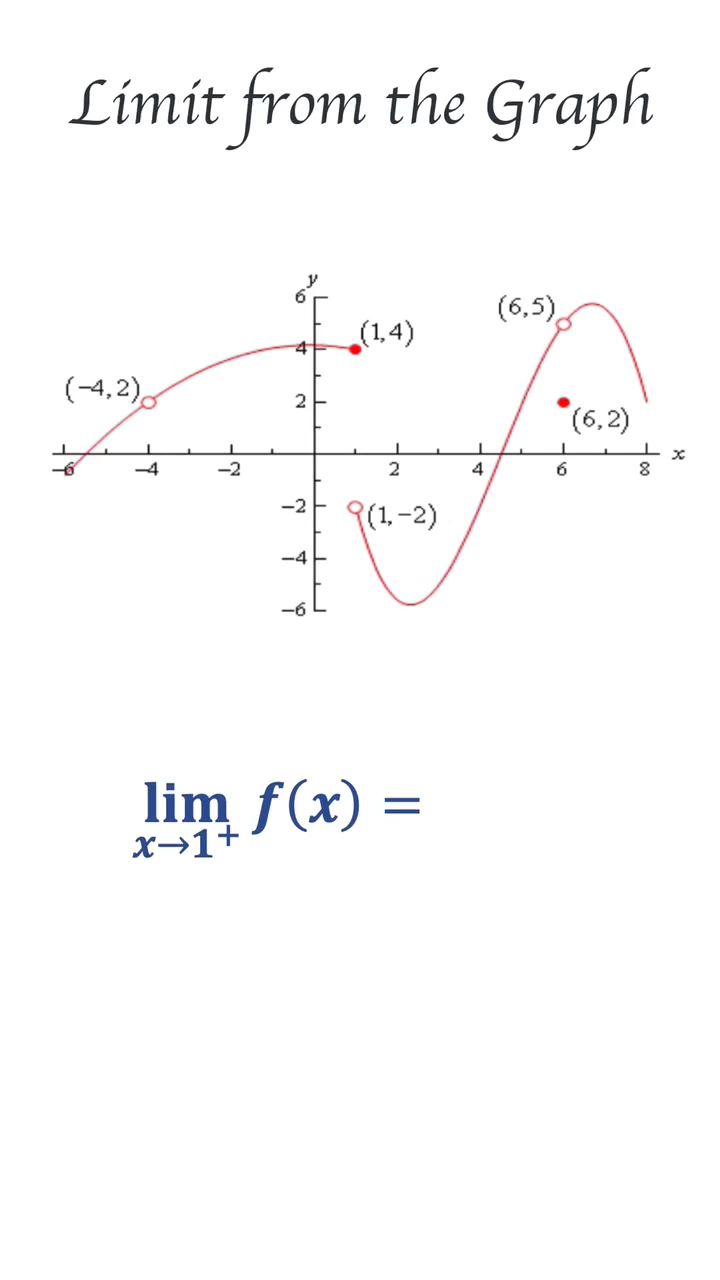 Limit from the Graph
y
6
(6,5)
(1,4)
4
(−4,2)
2
(6,2)
x
−6 −4 −2 2 4 6 8
−2
(1,−2)
−4
−6
lim f(x) =
x→1⁺